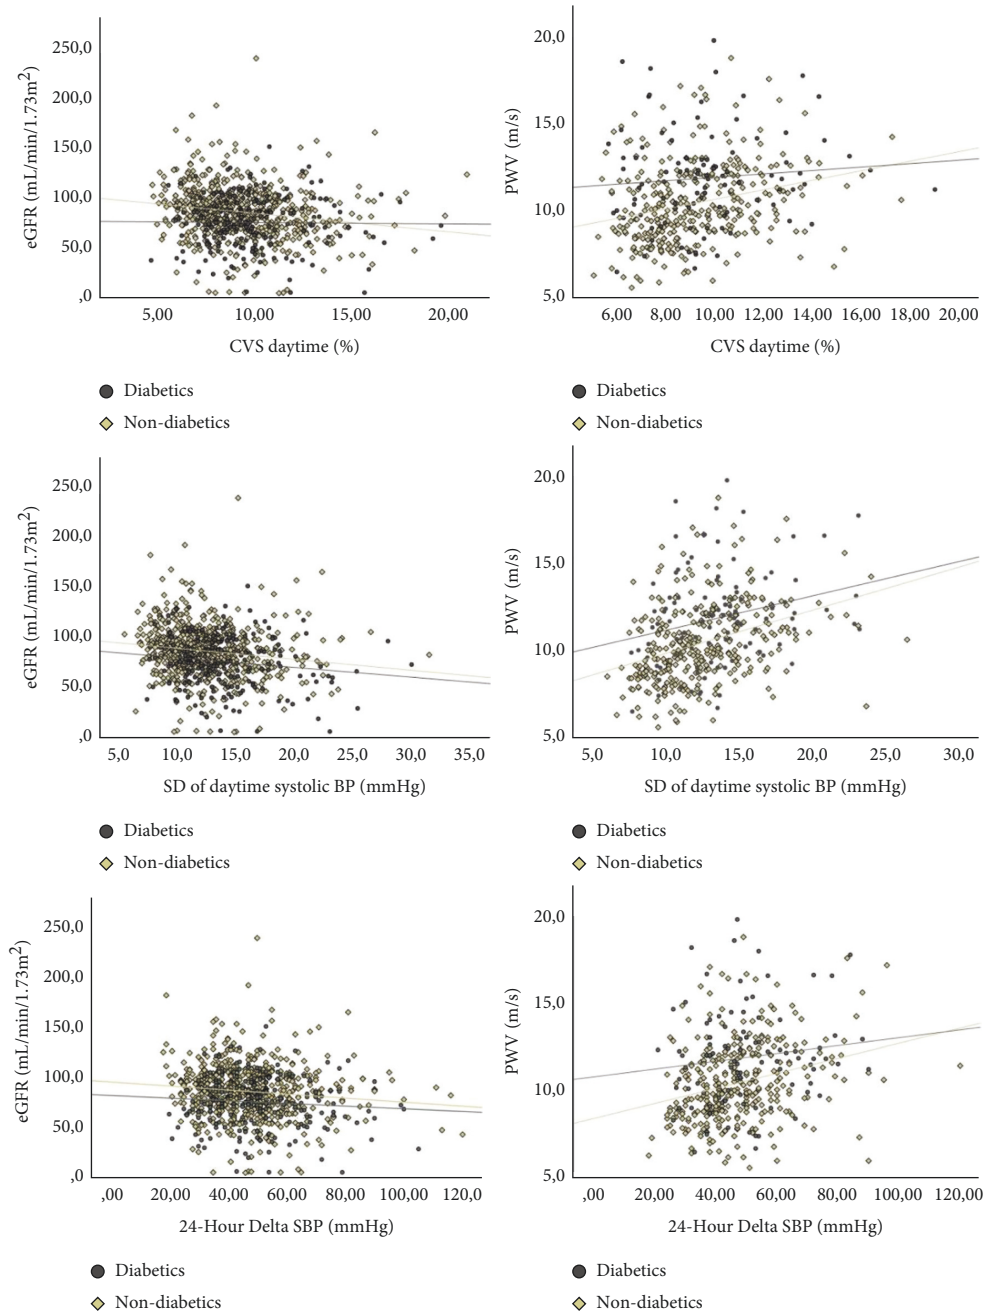 250,0
200,0
150,0
100,0
50,0
,0
eGFR (mL/min/1.73m²)
5,00 10,00 15,00 20,00
CVS daytime (%)
Diabetics
Non-diabetics
20,0
15,0
10,0
5,0
PWV (m/s)
6,00 8,00 10,00 12,00 14,00 16,00 18,00 20,00
CVS daytime (%)
Diabetics
Non-diabetics
250,0
200,0
150,0
100,0
50,0
,0
eGFR (mL/min/1.73m²)
5,0 10,0 15,0 20,0 25,0 30,0 35,0
SD of daytime systolic BP (mmHg)
Diabetics
Non-diabetics
20,0
15,0
10,0
5,0
PWV (m/s)
5,0 10,0 15,0 20,0 25,0 30,0
SD of daytime systolic BP (mmHg)
Diabetics
Non-diabetics
250,0
200,0
150,0
100,0
50,0
,0
eGFR (mL/min/1.73m²)
,00 20,00 40,00 60,00 80,00 100,00 120,0
24-Hour Delta SBP (mmHg)
Diabetics
Non-diabetics
20,0
15,0
10,0
5,0
PWV (m/s)
,00 20,00 40,00 60,00 80,00 100,00 120,00
24-Hour Delta SBP (mmHg)
Diabetics
Non-diabetics